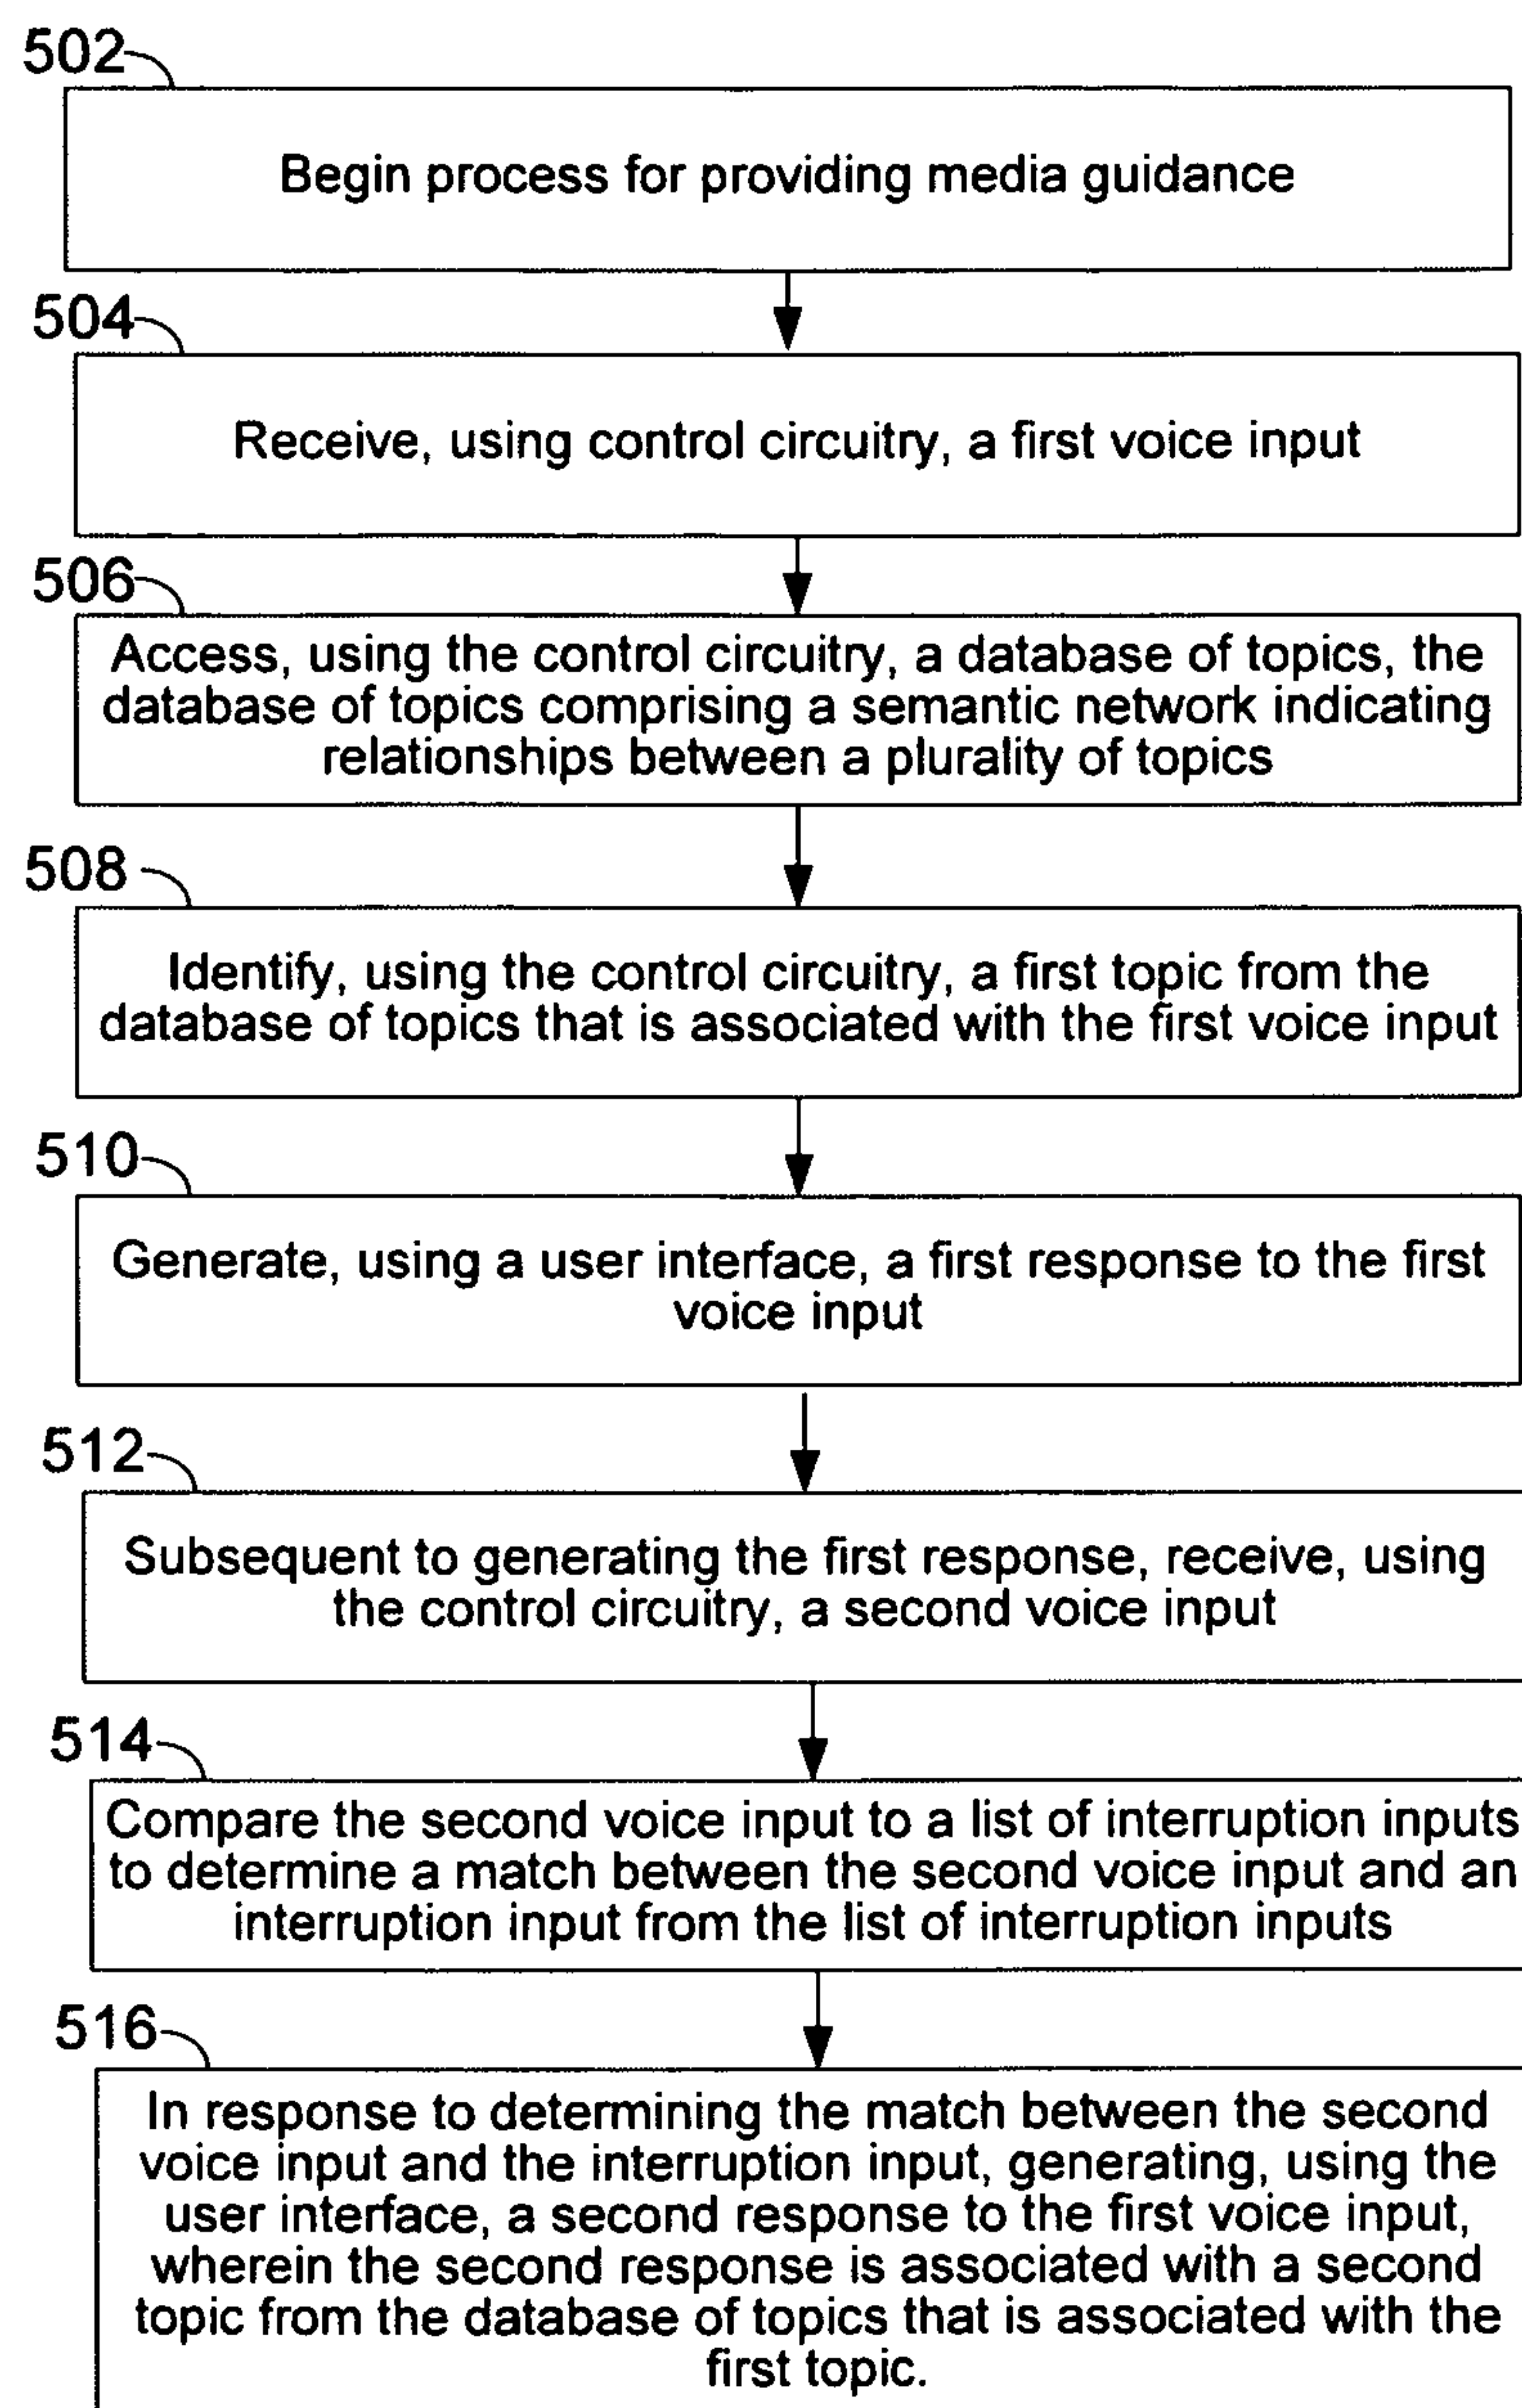 502
Begin process for providing media guidance
504
Receive, using control circuitry, a first voice input
506
Access, using the control circuitry, a database of topics, the
database of topics comprising a semantic network indicating
relationships between a plurality of topics
508
Identify, using the control circuitry, a first topic from the
database of topics that is associated with the first voice input
510
Generate, using a user interface, a first response to the first
voice input
512
Subsequent to generating the first response, receive, using
the control circuitry, a second voice input
514
Compare the second voice input to a list of interruption inputs
to determine a match between the second voice input and an
interruption input from the list of interruption inputs
516
In response to determining the match between the second
voice input and the interruption input, generating, using the
user interface, a second response to the first voice input,
wherein the second response is associated with a second
topic from the database of topics that is associated with the
first topic.